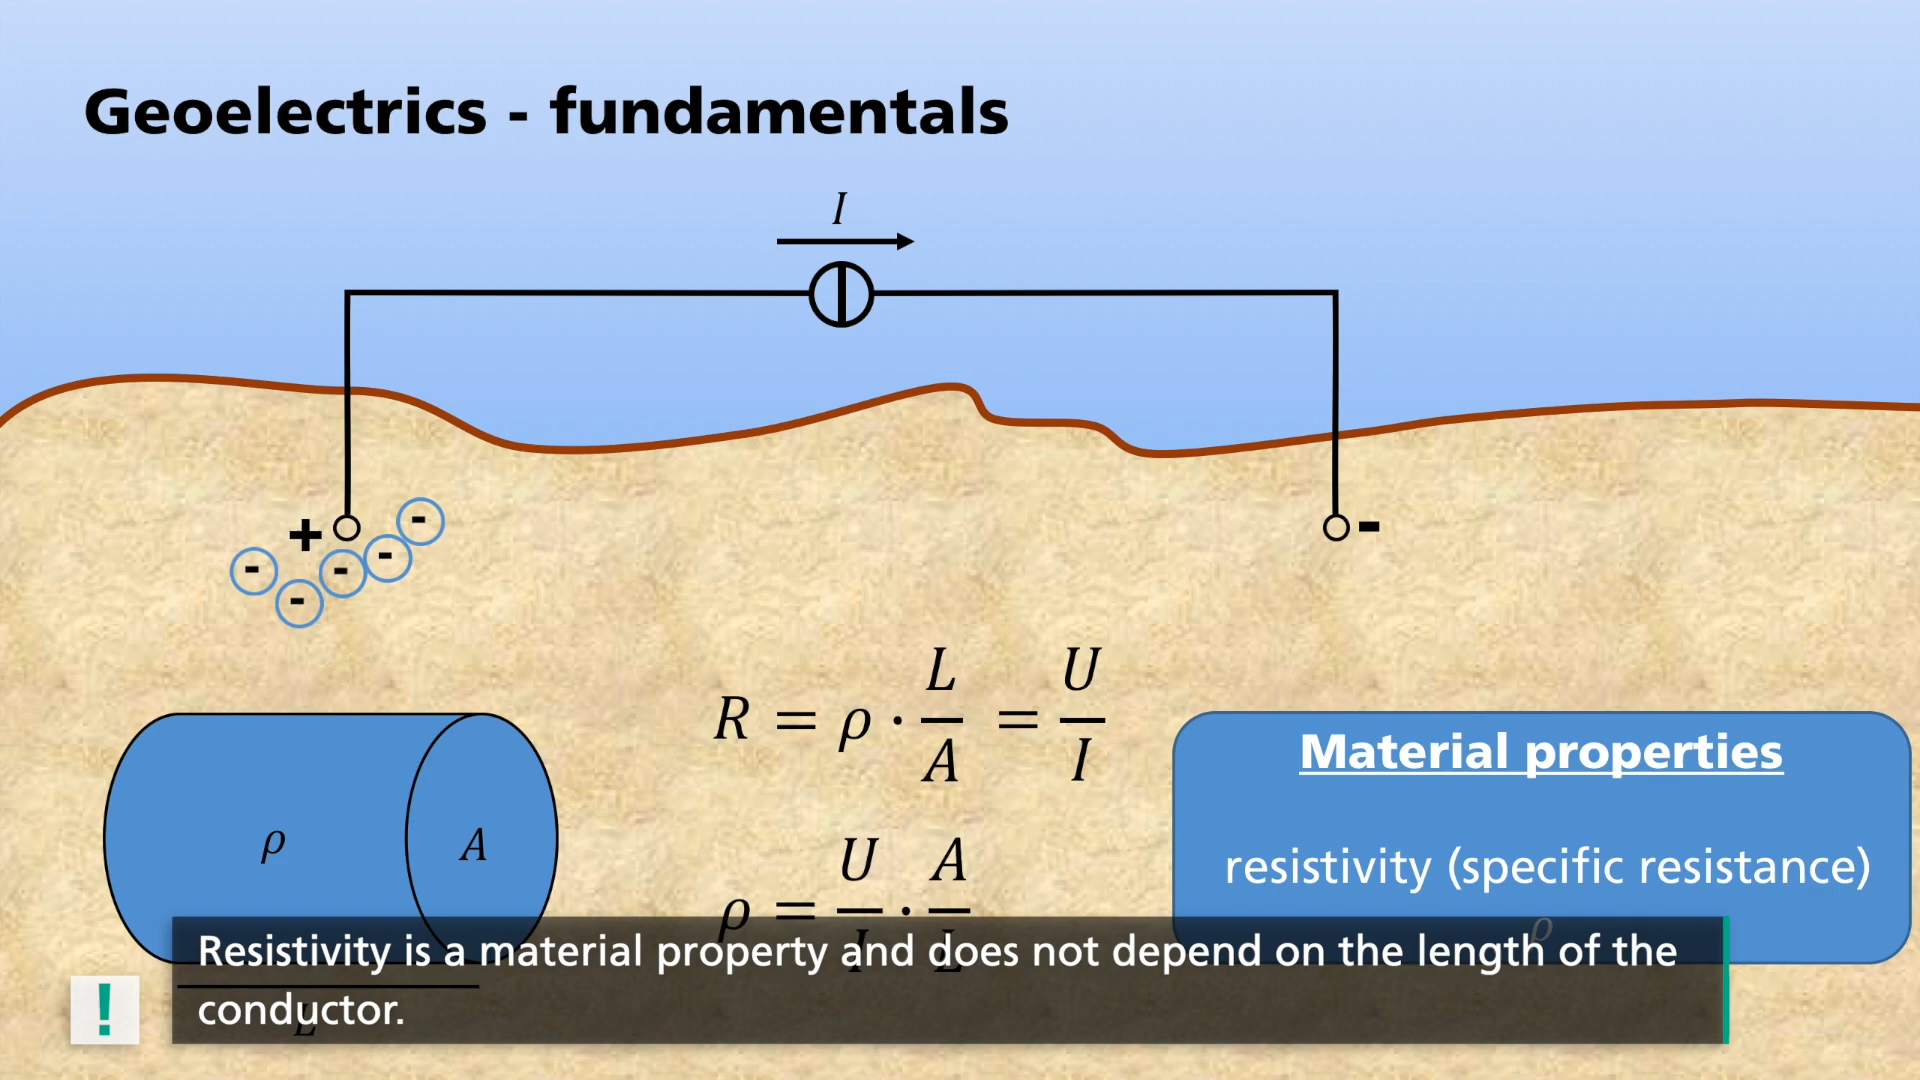 Geoelectrics - fundamentals
I
+ -
- - - - -
R = ρ · L/A = U/I
Material properties
ρ A
ρ = U/I · A/L
resistivity (specific resistance)
ρ
Resistivity is a material property and does not depend on the length of the
conductor.
!
L